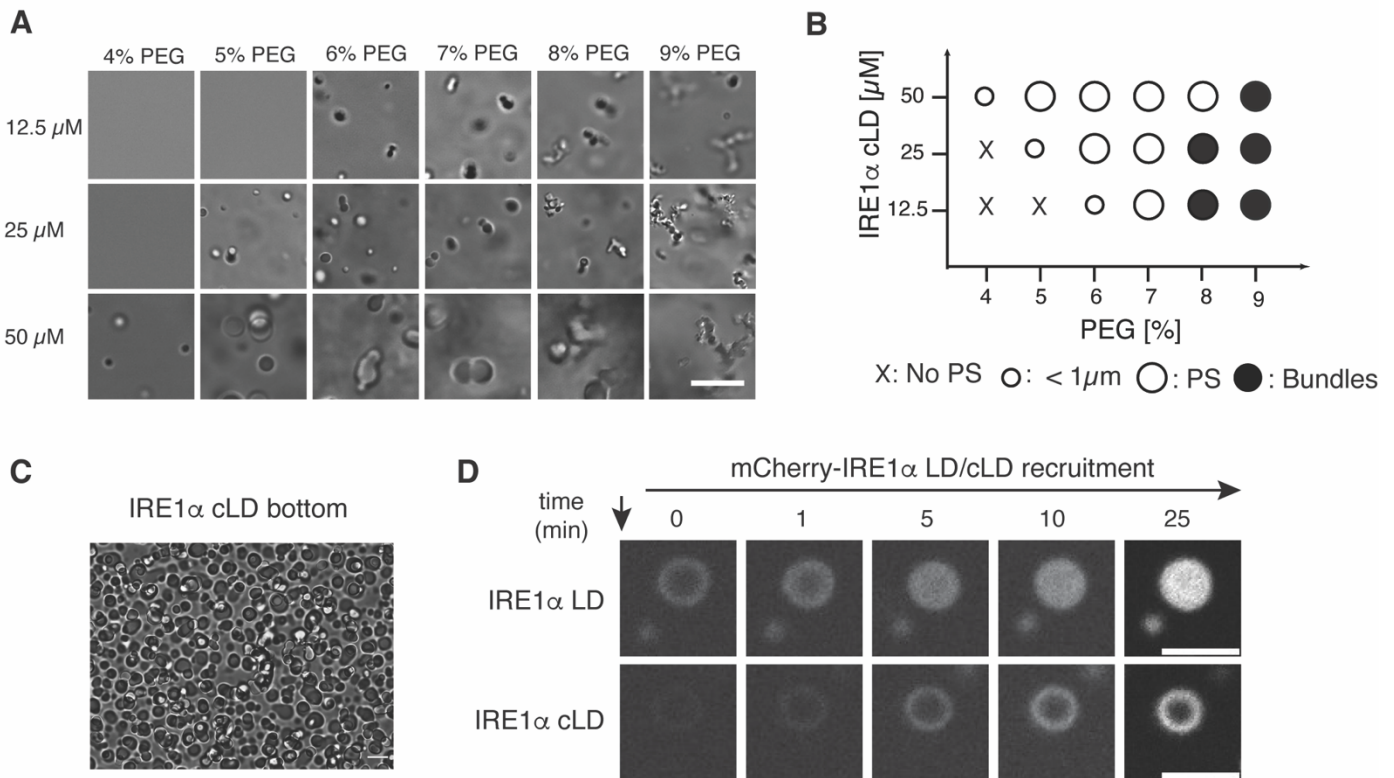 A
4% PEG 5% PEG 6% PEG 7% PEG 8% PEG 9% PEG
12.5 µM
25 µM
50 µM
B
IRE1α cLD [µM]
50
25
12.5
X
X X
4 5 6 7 8 9
PEG [%]
X: No PS : < 1µm : PS : Bundles
C
IRE1α cLD bottom
D
mCherry-IRE1α LD/cLD recruitment
time
(min)
0 1 5 10 25
IRE1α LD
IRE1α cLD